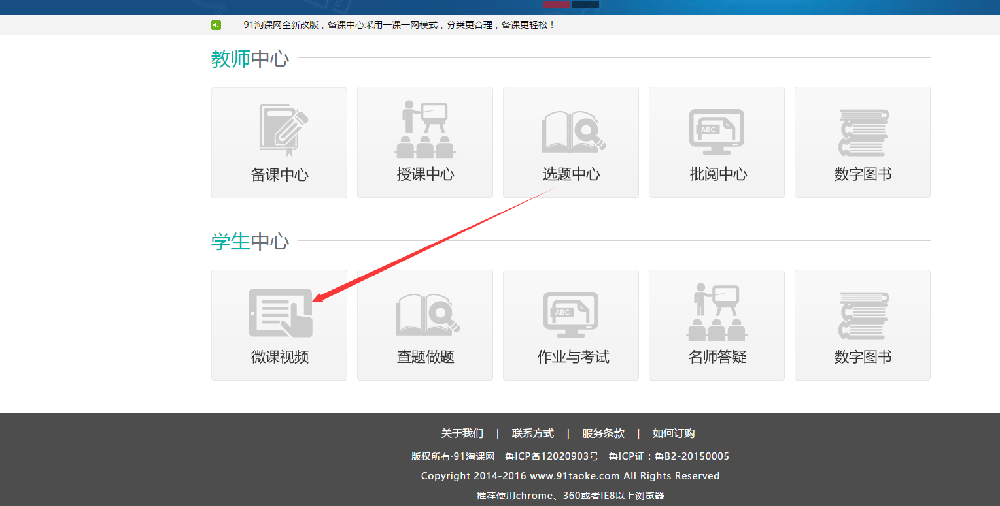 91淘课网全新改版，备课中心采用一课一网模式，分类更合理，备课更轻松！
教师中心
备课中心
授课中心
选题中心
ABC
批阅中心
数字图书
学生中心
微课视频
查题做题
ABC
作业与考试
名师答疑
数字图书
关于我们 | 联系方式 | 服务条款 | 如何订购
版权所有·91淘课网 鲁ICP备12020903号 鲁ICP证：鲁B2-20150005
Copyright 2014-2016 www.91taoke.com All Rights Reserved
推荐使用chrome、360或者IE8以上浏览器